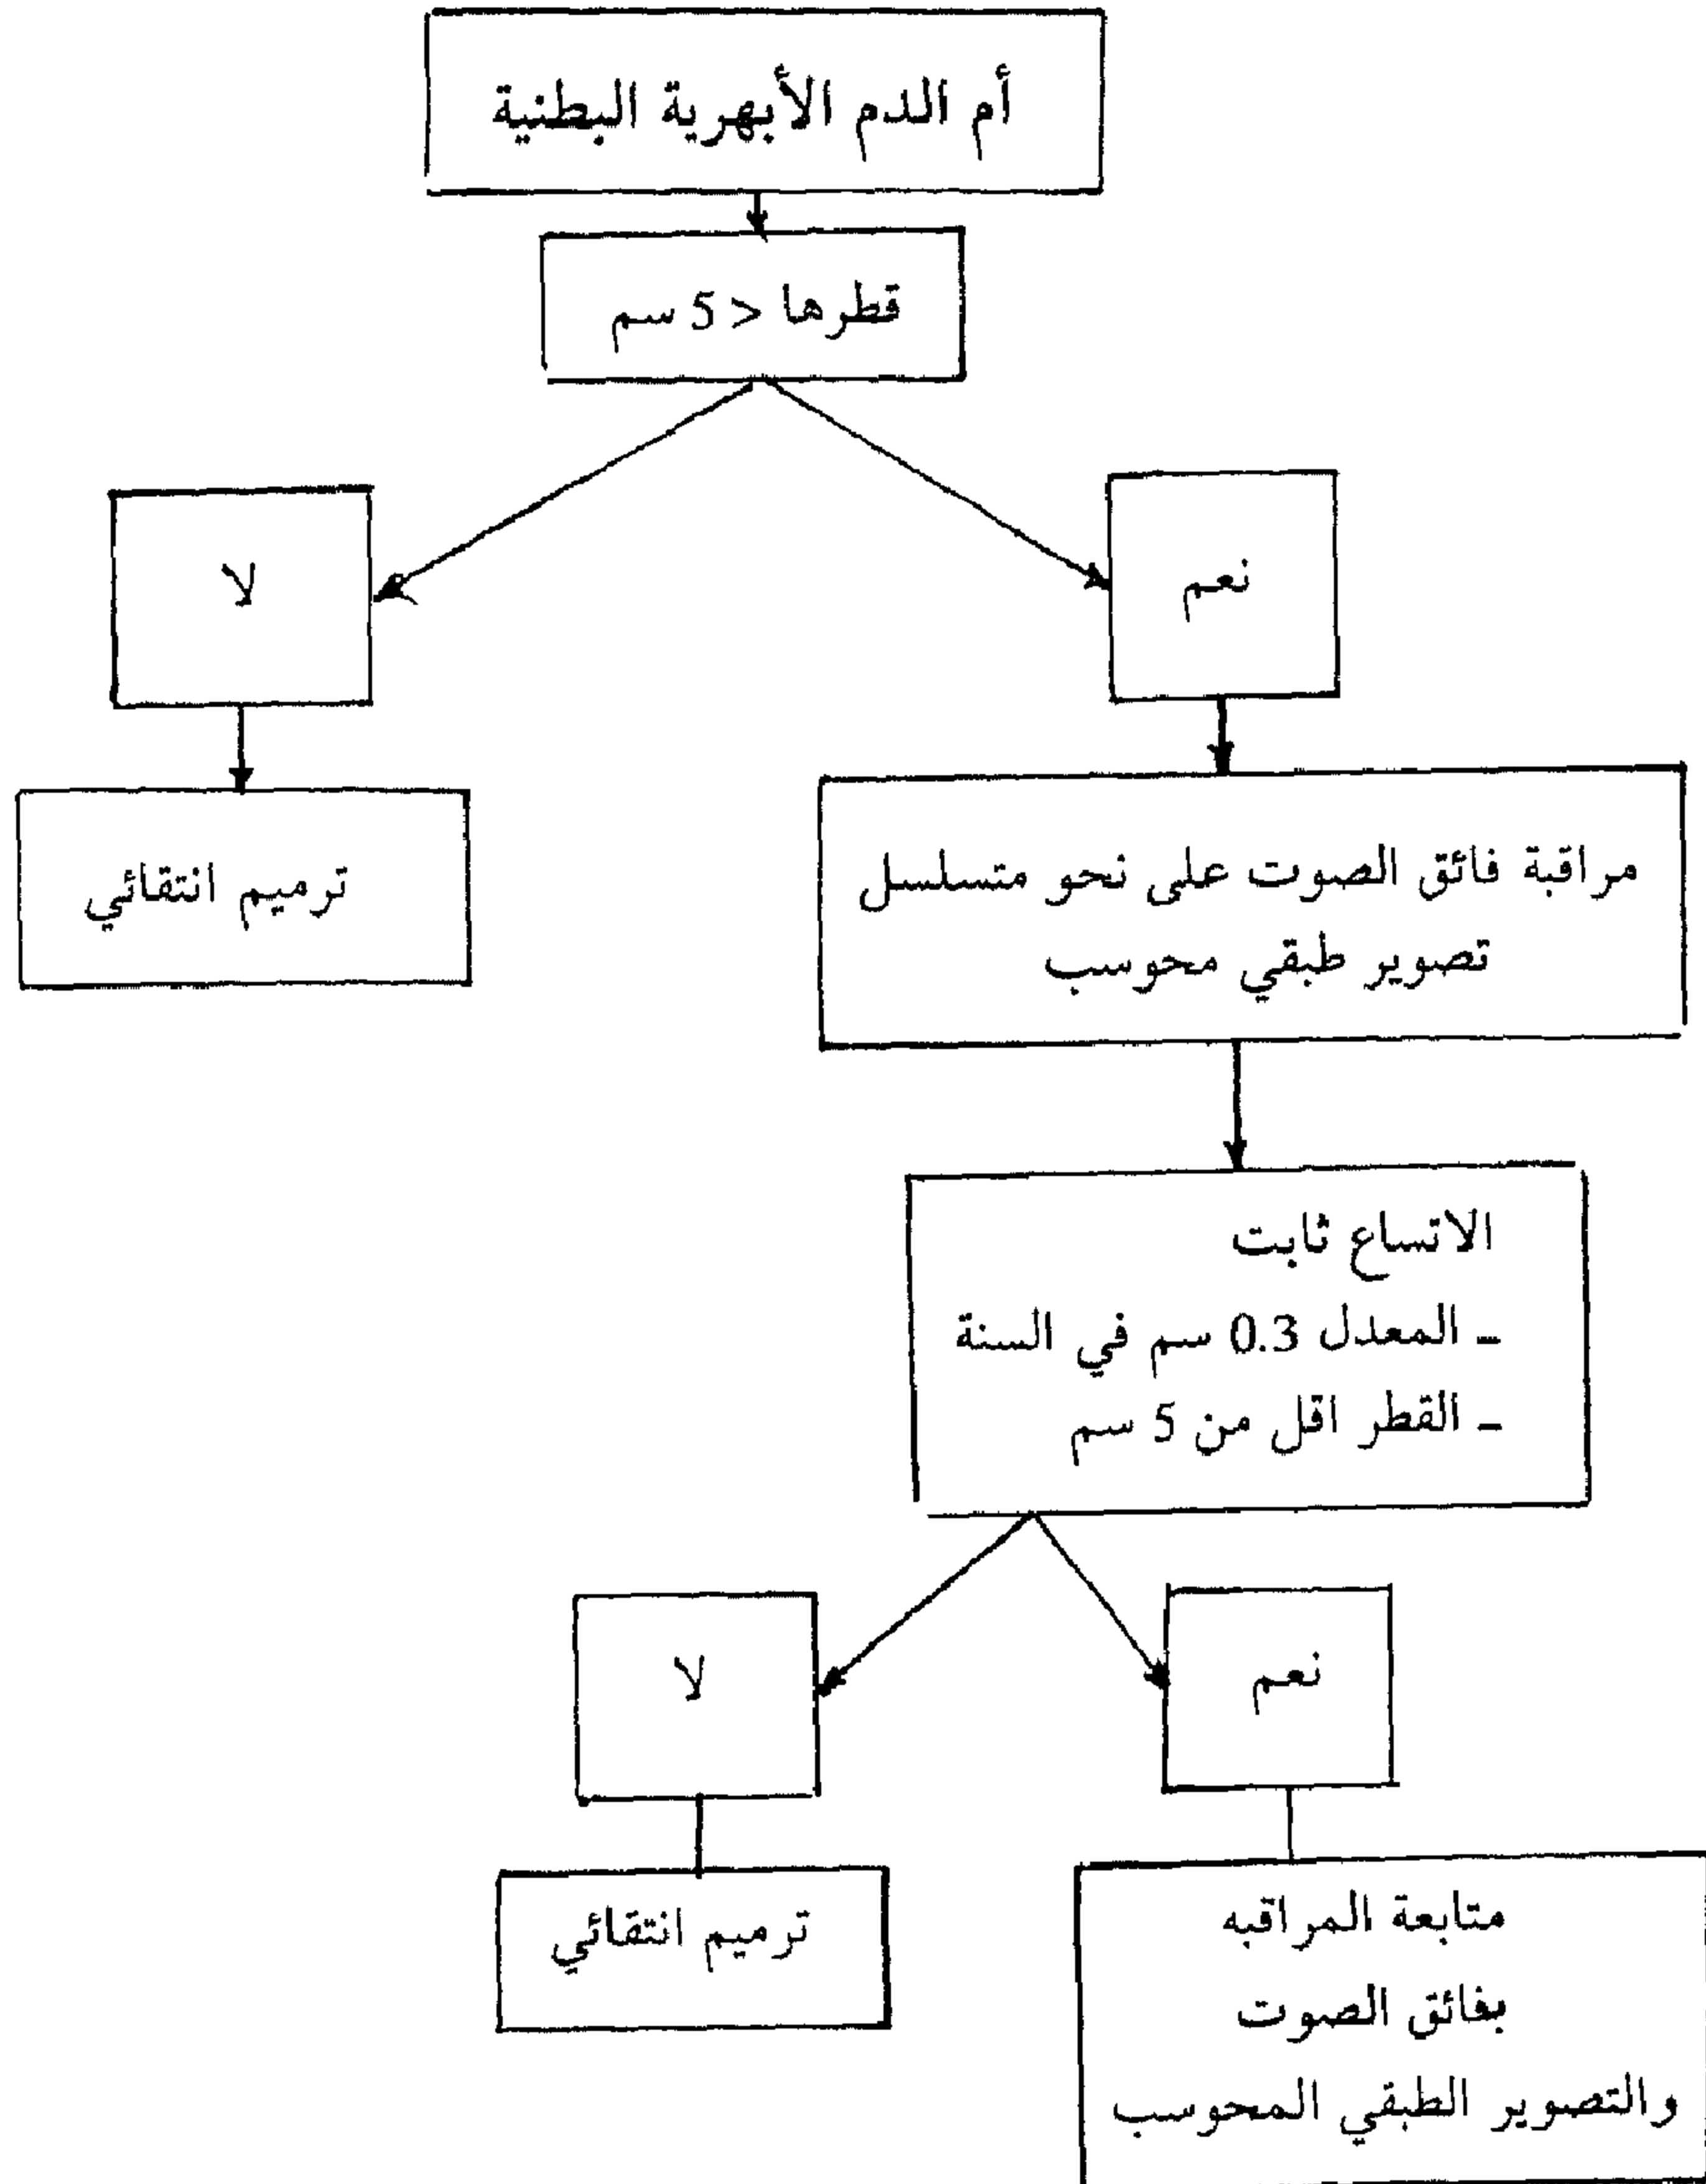 أم الدم الأبهرية البطنية
قطرها < 5 سم
نعم
لا
مراقبة فائق الصوت على نحو متسلسل
تصوير طبقي محوسب
ترميم انتقائي
الاتساع ثابت
ـ المعدل 0.3 سم في السنة
ـ القطر اقل من 5 سم
نعم
لا
متابعة المراقبه
بفائق الصوت
والتصوير الطبقي المحوسب
ترميم انتقائي